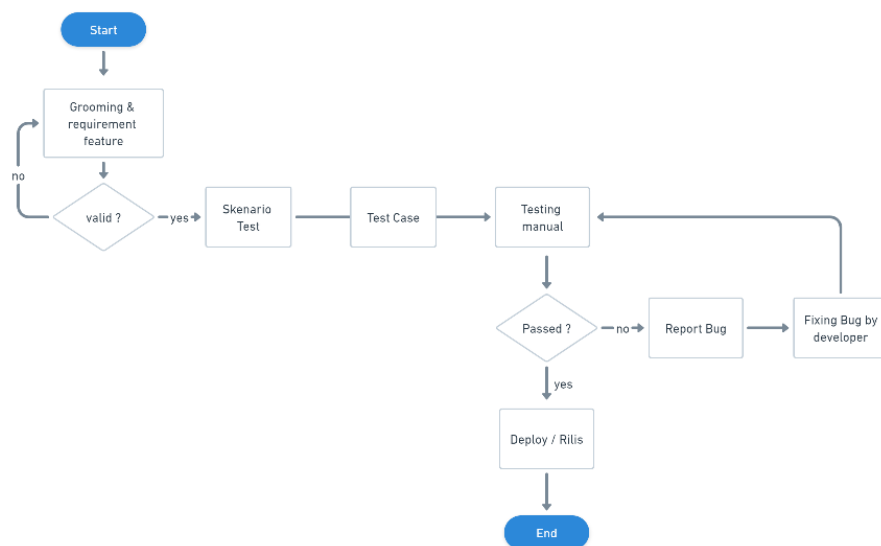 Start
Grooming &
requirement
feature
no
valid ?
yes
Skenario
Test
Test Case
Testing
manual
Passed ?
no
Report Bug
Fixing Bug by
developer
yes
Deploy / Rilis
End